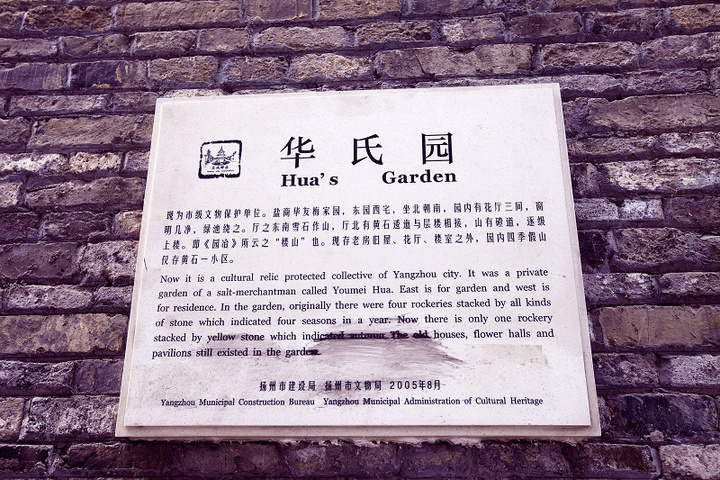 华氏园
Hua's Garden
现为市级文物保护单位。盐商华友梅家园，东园西宅，坐北朝南，园内有花厅三间，窗
明几净，绿池绕之。厅之东南雪石作山，厅北有黄石逶迤与层楼相接，山有磴道，逐级
上楼。即《园冶》所云之“楼山”也。现存老房旧屋、花厅、楼室之外，园内四季假山
仅存黄石一小区。
Now it is a cultural relic protected collective of Yangzhou city. It was a private
garden of a salt-merchantman called Youmei Hua. East is for garden and west is
for residence. In the garden, originally there were four rockeries stacked by all kinds
of stone which indicated four seasons in a year. Now there is only one rockery
stacked by yellow stone which indicated autumn The old houses, flower halls and
pavilions still existed in the garden.
扬州市建设局 扬州市文物局 2005年8月
Yangzhou Municipal Construction Bureau Yangzhou Municipal Administration of Cultural Heritage